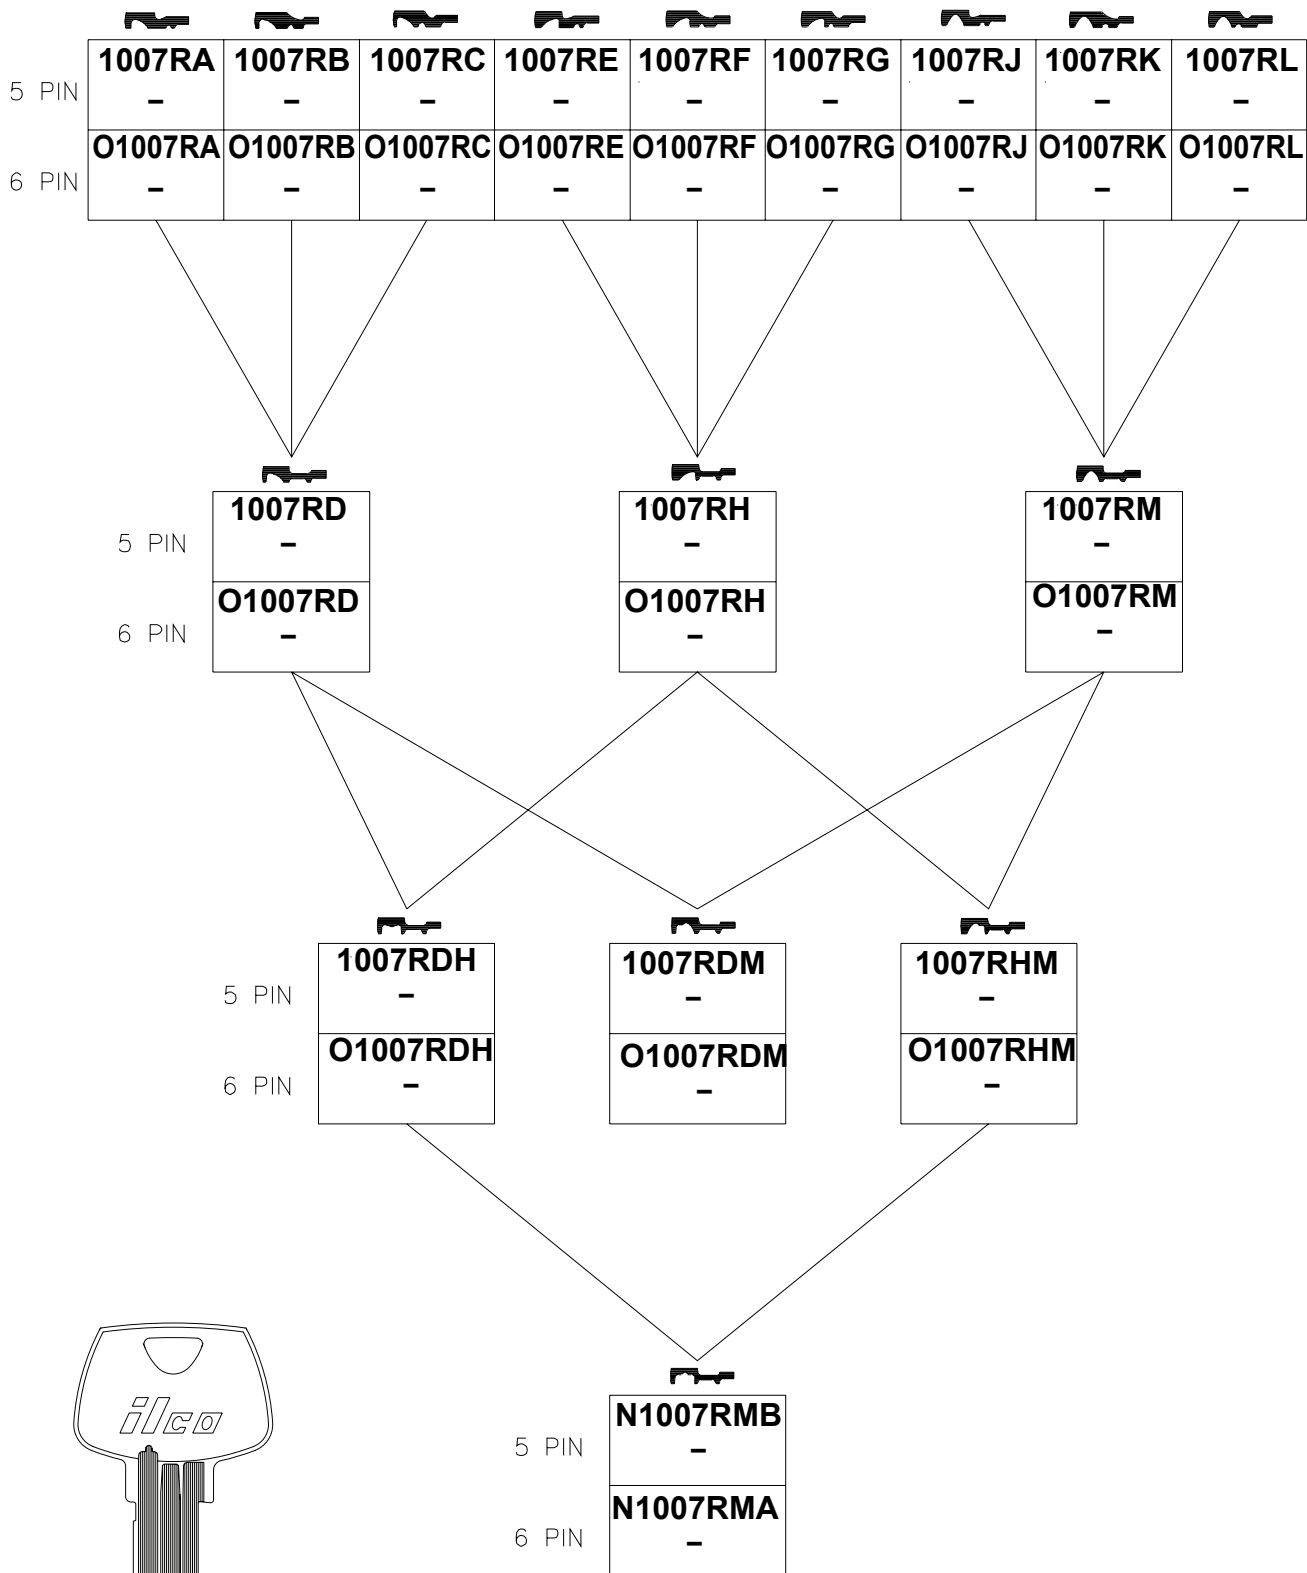 1007RA 1007RB 1007RC 1007RE 1007RF 1007RG 1007RJ 1007RK 1007RL
5 PIN - - - - - - - - -
O1007RA O1007RB O1007RC O1007RE O1007RF O1007RG O1007RJ O1007RK O1007RL
6 PIN - - - - - - - - -
1007RD 1007RH 1007RM
5 PIN - - -
O1007RD O1007RH O1007RM
6 PIN - - -
1007RDH 1007RDM 1007RHM
5 PIN - - -
O1007RDH O1007RDM O1007RHM
6 PIN - - -
ilco
N1007RMB
5 PIN -
N1007RMA
6 PIN -